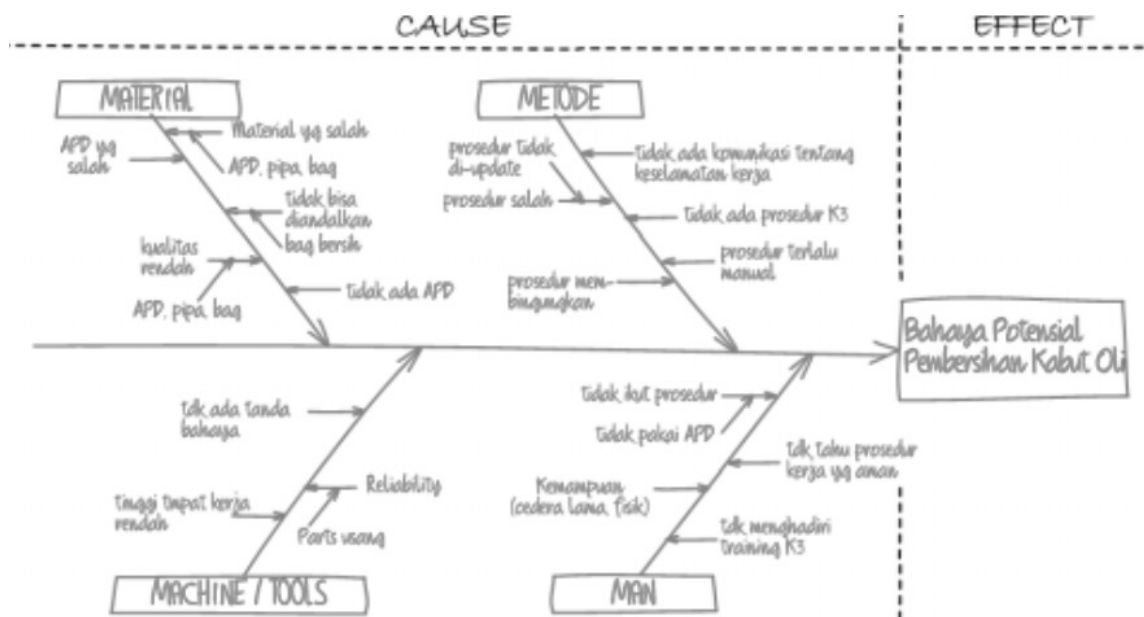 CAUSE
EFFECT
MATERIAL
Material yg salah
APD yg
salah
APD, pipa, bag
tidak bisa
diandalkan
bag bersih
kualitas
rendah
APD, pipa, bag
tidak ada APD
METODE
prosedur tidak
di-update
tidak ada komunikasi tentang
keselamatan kerja
prosedur salah
tidak ada prosedur K3
prosedur terlalu
manual
prosedur mem-
bingungkan
Bahaya Potensial
Pembersihan Kabut Oli
tdk ada tanda
bahaya
Reliability
tinggi tmpat kerja
rendah
Parts usang
MACHINE / TOOLS
tidak ikut prosedur
tidak pakai APD
tdk tahu prosedur
kerja yg aman
Kemampuan
(cedera lama, fisik)
tdk menghadiri
training K3
MAN